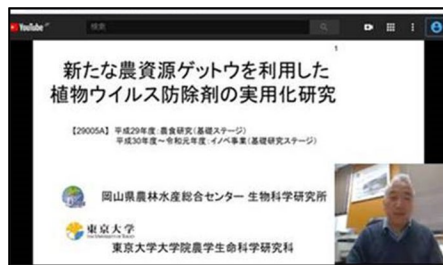 YouTube JP
検索
1
新たな農資源ゲットウを利用した
植物ウイルス防除剤の実用化研究
【29005A】 平成29年度:農食研究(基礎ステージ)
平成30年度～令和元年度:イノベ事業(基礎研究ステージ)
岡山県農林水産総合センター 生物科学研究所
東京大学
THE UNIVERSITY OF TOKYO
東京大学大学院農学生命科学研究科